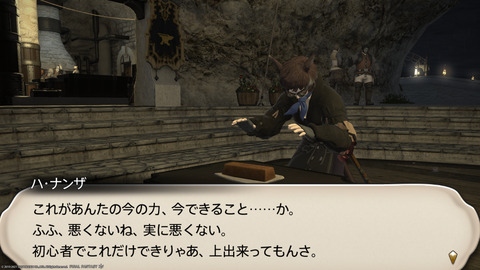 ハ・ナンザ
これがあんたの今の力、今できること……か。
ふふ、悪くないね、実に悪くない。
初心者でこれだけできりゃあ、上出来ってもんさ。